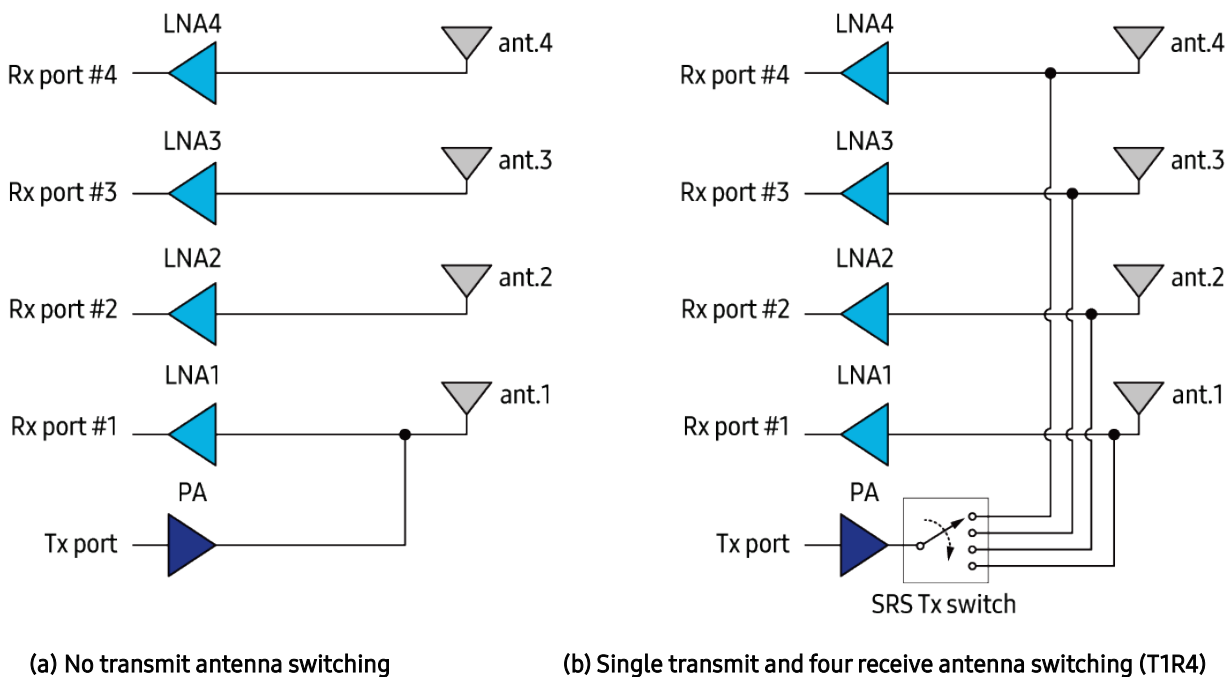 LNA4
ant.4
Rx port #4
LNA3
ant.3
Rx port #3
LNA2
ant.2
Rx port #2
LNA1
ant.1
Rx port #1
PA
Tx port
(a) No transmit antenna switching
LNA4
ant.4
Rx port #4
LNA3
ant.3
Rx port #3
LNA2
ant.2
Rx port #2
LNA1
ant.1
Rx port #1
PA
Tx port
SRS Tx switch
(b) Single transmit and four receive antenna switching (T1R4)